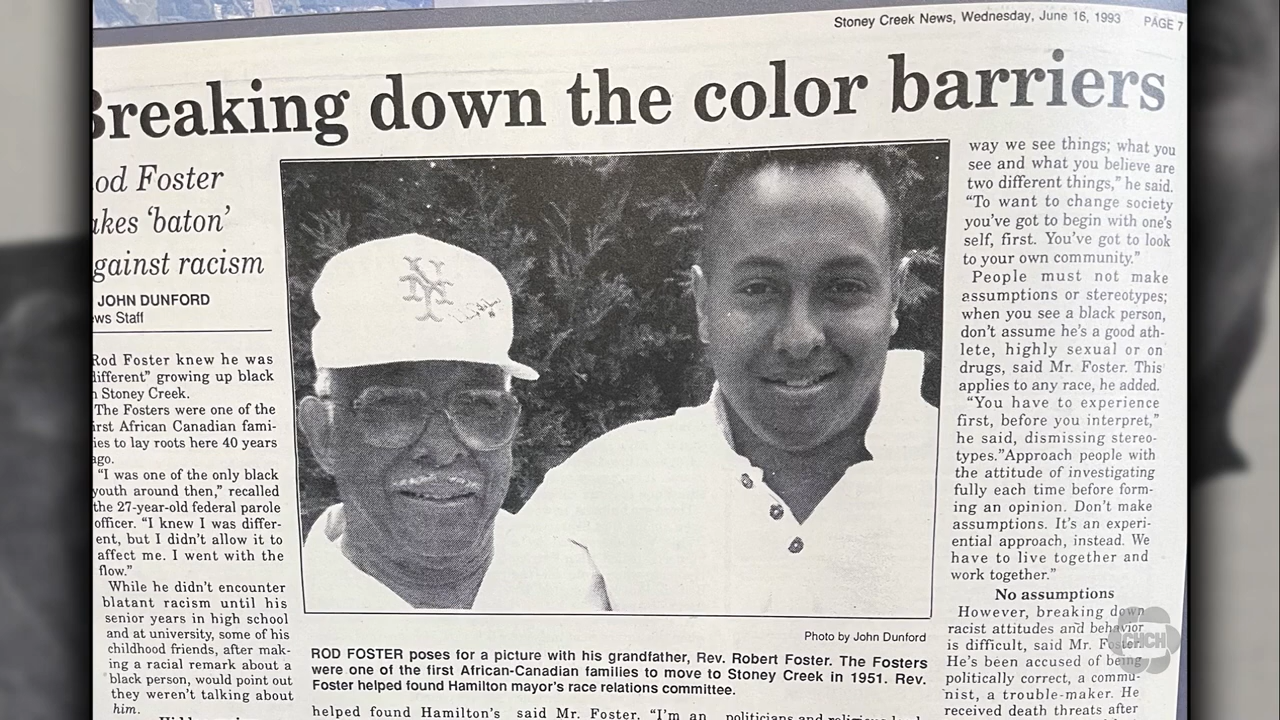 Stoney Creek News, Wednesday, June 16, 1993 PAGE 7
Breaking down the color barriers
od Foster
akes ‘baton’
gainst racism
JOHN DUNFORD
ews Staff
Rod Foster knew he was
different” growing up black
n Stoney Creek.
The Fosters were one of the
irst African Canadian fami-
ies to lay roots here 40 years
ago.
“I was one of the only black
youth around then,” recalled
the 27-year-old federal parole
officer. “I knew I was differ-
ent, but I didn’t allow it to
affect me. I went with the
flow.”
While he didn’t encounter
blatant racism until his
senior years in high school
and at university, some of his
childhood friends, after mak-
ing a racial remark about a
black person, would point out
they weren’t talking about
him.
NY
Photo by John Dunford
ROD FOSTER poses for a picture with his grandfather, Rev. Robert Foster. The Fosters
were one of the first African-Canadian families to move to Stoney Creek in 1951. Rev.
Foster helped found Hamilton mayor’s race relations committee.
helped found Hamilton’s
said Mr. Foster. “I’m an
politicians and
way we see things; what you
see and what you believe are
two different things,” he said.
“To want to change society
you’ve got to begin with one’s
self, first. You’ve got to look
to your own community.”
People must not make
assumptions or stereotypes;
when you see a black person,
don’t assume he’s a good ath-
lete, highly sexual or on
drugs, said Mr. Foster. This
applies to any race, he added.
“You have to experience
first, before you interpret,”
he said, dismissing stereo-
types.”Approach people with
the attitude of investigating
fully each time before form-
ing an opinion. Don’t make
assumptions. It’s an experi-
ential approach, instead. We
have to live together and
work together.”
No assumptions
However, breaking down
racist attitudes and behavior
is difficult, said Mr. Foster.
He’s been accused of being
politically correct, a commu-
nist, a trouble-maker. He
received death threats after
CHCH